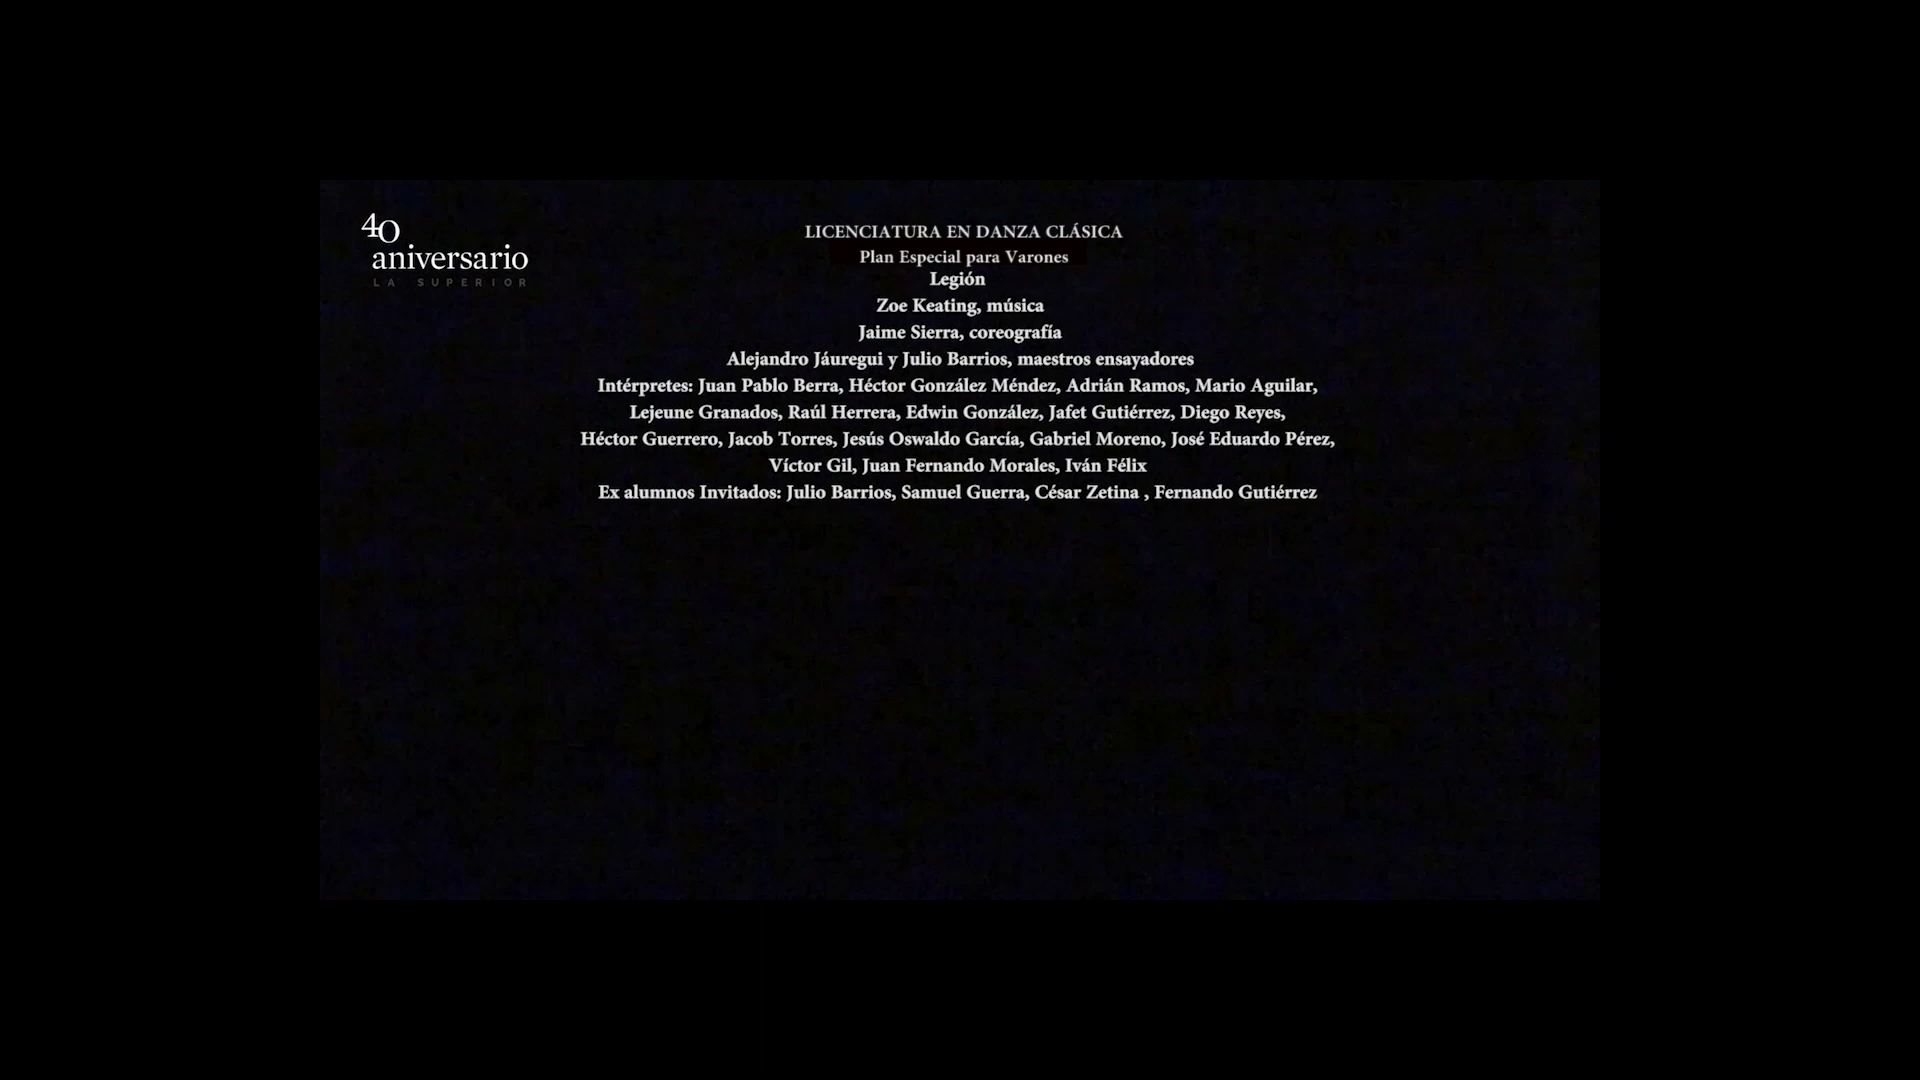 40
aniversario
LA SUPERIOR
LICENCIATURA EN DANZA CLÁSICA
Plan Especial para Varones
Legión
Zoe Keating, música
Jaime Sierra, coreografía
Alejandro Jáuregui y Julio Barrios, maestros ensayadores
Intérpretes: Juan Pablo Berra, Héctor González Méndez, Adrián Ramos, Mario Aguilar,
Lejeune Granados, Raúl Herrera, Edwin González, Jafet Gutiérrez, Diego Reyes,
Héctor Guerrero, Jacob Torres, Jesús Oswaldo García, Gabriel Moreno, José Eduardo Pérez,
Víctor Gil, Juan Fernando Morales, Iván Félix
Ex alumnos Invitados: Julio Barrios, Samuel Guerra, César Zetina , Fernando Gutiérrez